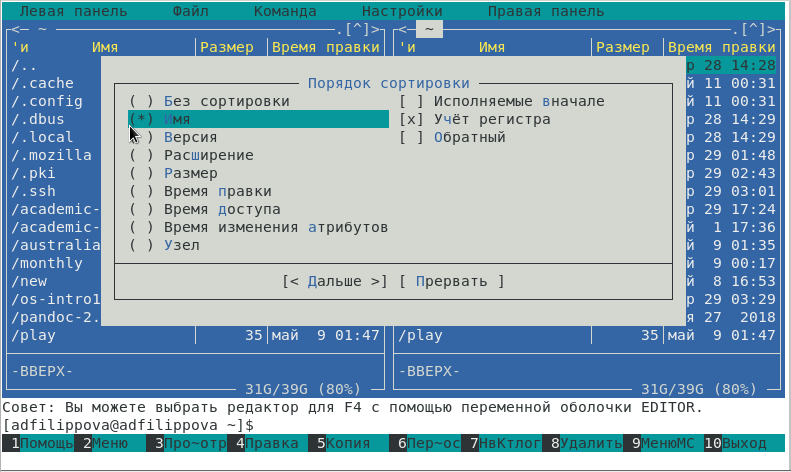 Левая панель Файл Команда Настройки Правая панель
<─ ~ .[^]> <─ ~ .[^]>
'и Имя Размер Время правки 'и Имя Размер Время правки
/.. р 28 14:28
/.cache й 11 00:31
/.config й 11 00:31
/.dbus р 28 14:29
/.local р 28 14:29
/.mozilla р 29 01:48
/.pki р 29 02:43
/.ssh р 29 03:01
/academic- р 29 17:24
/academic- й 1 17:36
/australia й 9 01:35
/monthly й 9 00:17
/new й 8 16:53
/os-intro1 р 29 03:29
/pandoc-2. я 27 2018
/play 35 май 9 01:47 /play 35 май 9 01:47
Порядок сортировки
( ) Без сортировки [ ] Исполняемые вначале
(*) Имя [x] Учёт регистра
( ) Версия [ ] Обратный
( ) Расширение
( ) Размер
( ) Время правки
( ) Время доступа
( ) Время изменения атрибутов
( ) Узел
[< Дальше >] [ Прервать ]
-ВВЕРХ- -ВВЕРХ-
31G/39G (80%) 31G/39G (80%)
Совет: Вы можете выбрать редактор для F4 с помощью переменной оболочки EDITOR.
[adfilippova@adfilippova ~]$
1Помощь 2Меню 3Про~отр 4Правка 5Копия 6Пер~ос 7НвКтлог 8Удалить 9МенюМС 10Выход